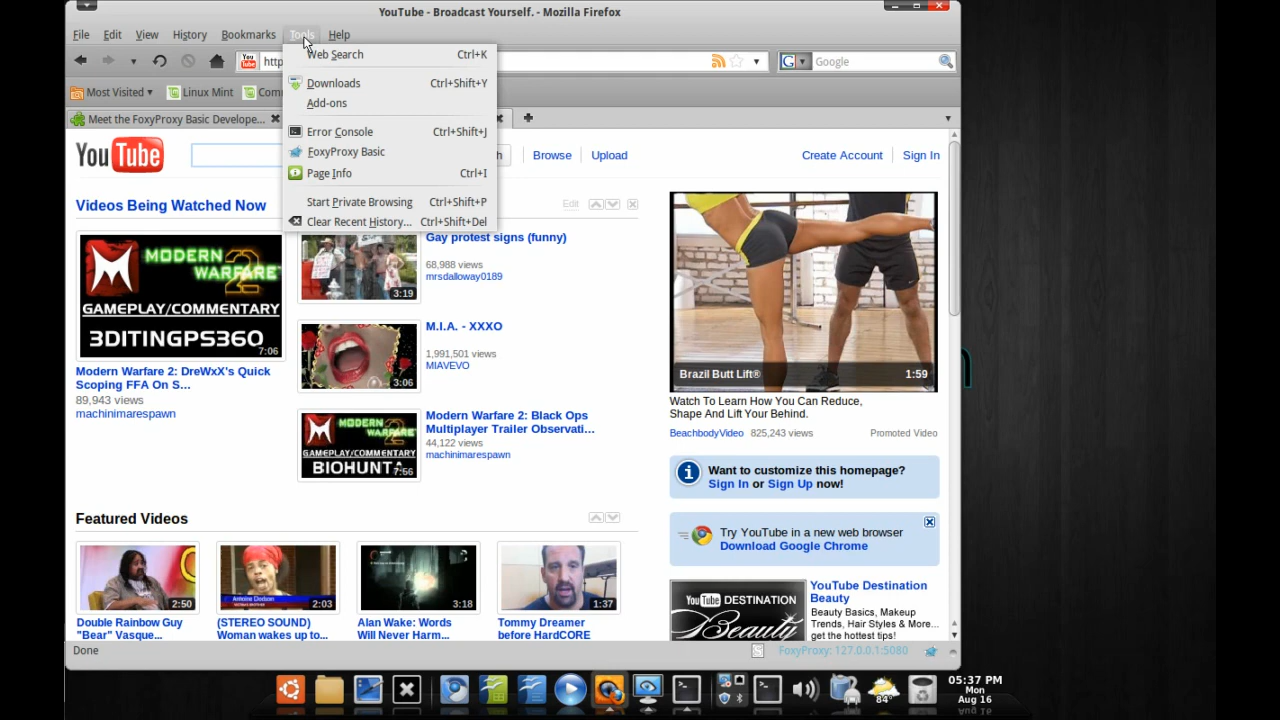 YouTube - Broadcast Yourself. - Mozilla Firefox
File Edit View History Bookmarks Tools Help
http
Google
Most Visited Linux Mint Com
Meet the FoxyProxy Basic Develope...
Web Search Ctrl+K
Downloads Ctrl+Shift+Y
Add-ons
Error Console Ctrl+Shift+J
FoxyProxy Basic
Page Info Ctrl+I
Start Private Browsing Ctrl+Shift+P
Clear Recent History... Ctrl+Shift+Del
YouTube
h
Browse Upload
Create Account Sign In
Videos Being Watched Now
Edit
MODERN
WARFARE
2
GAMEPLAY/COMMENTARY
3DITINGPS360
7:06
Modern Warfare 2: DreWxX's Quick
Scoping FFA On S...
89,943 views
machinimarespawn
3:19
Gay protest signs (funny)
68,988 views
mrsdalloway0189
3:06
M.I.A. - XXXO
1,991,501 views
MIAVEVO
MODERN
WARFARE
2
GAMEPLAY/COMMENTARY
BIOHUNTA
7:56
Modern Warfare 2: Black Ops
Multiplayer Trailer Observati...
44,122 views
machinimarespawn
Brazil Butt Lift® 1:59
Watch To Learn How You Can Reduce,
Shape And Lift Your Behind.
BeachbodyVideo 825,243 views Promoted Video
Want to customize this homepage?
Sign In or Sign Up now!
Try YouTube in a new web browser
Download Google Chrome
YouTube DESTINATION
Beauty
YouTube Destination
Beauty
Beauty Basics, Makeup
Trends, Hair Styles & More...
get the hottest tips!
Featured Videos
2:50
Double Rainbow Guy
"Bear" Vasque...
Antoine Dodson
2:03
(STEREO SOUND)
Woman wakes up to...
3:18
Alan Wake: Words
Will Never Harm...
1:37
Tommy Dreamer
before HardCORE
Done
FoxyProxy: 127.0.0.1:5080
84°
05:37 PM
Mon
Aug 16